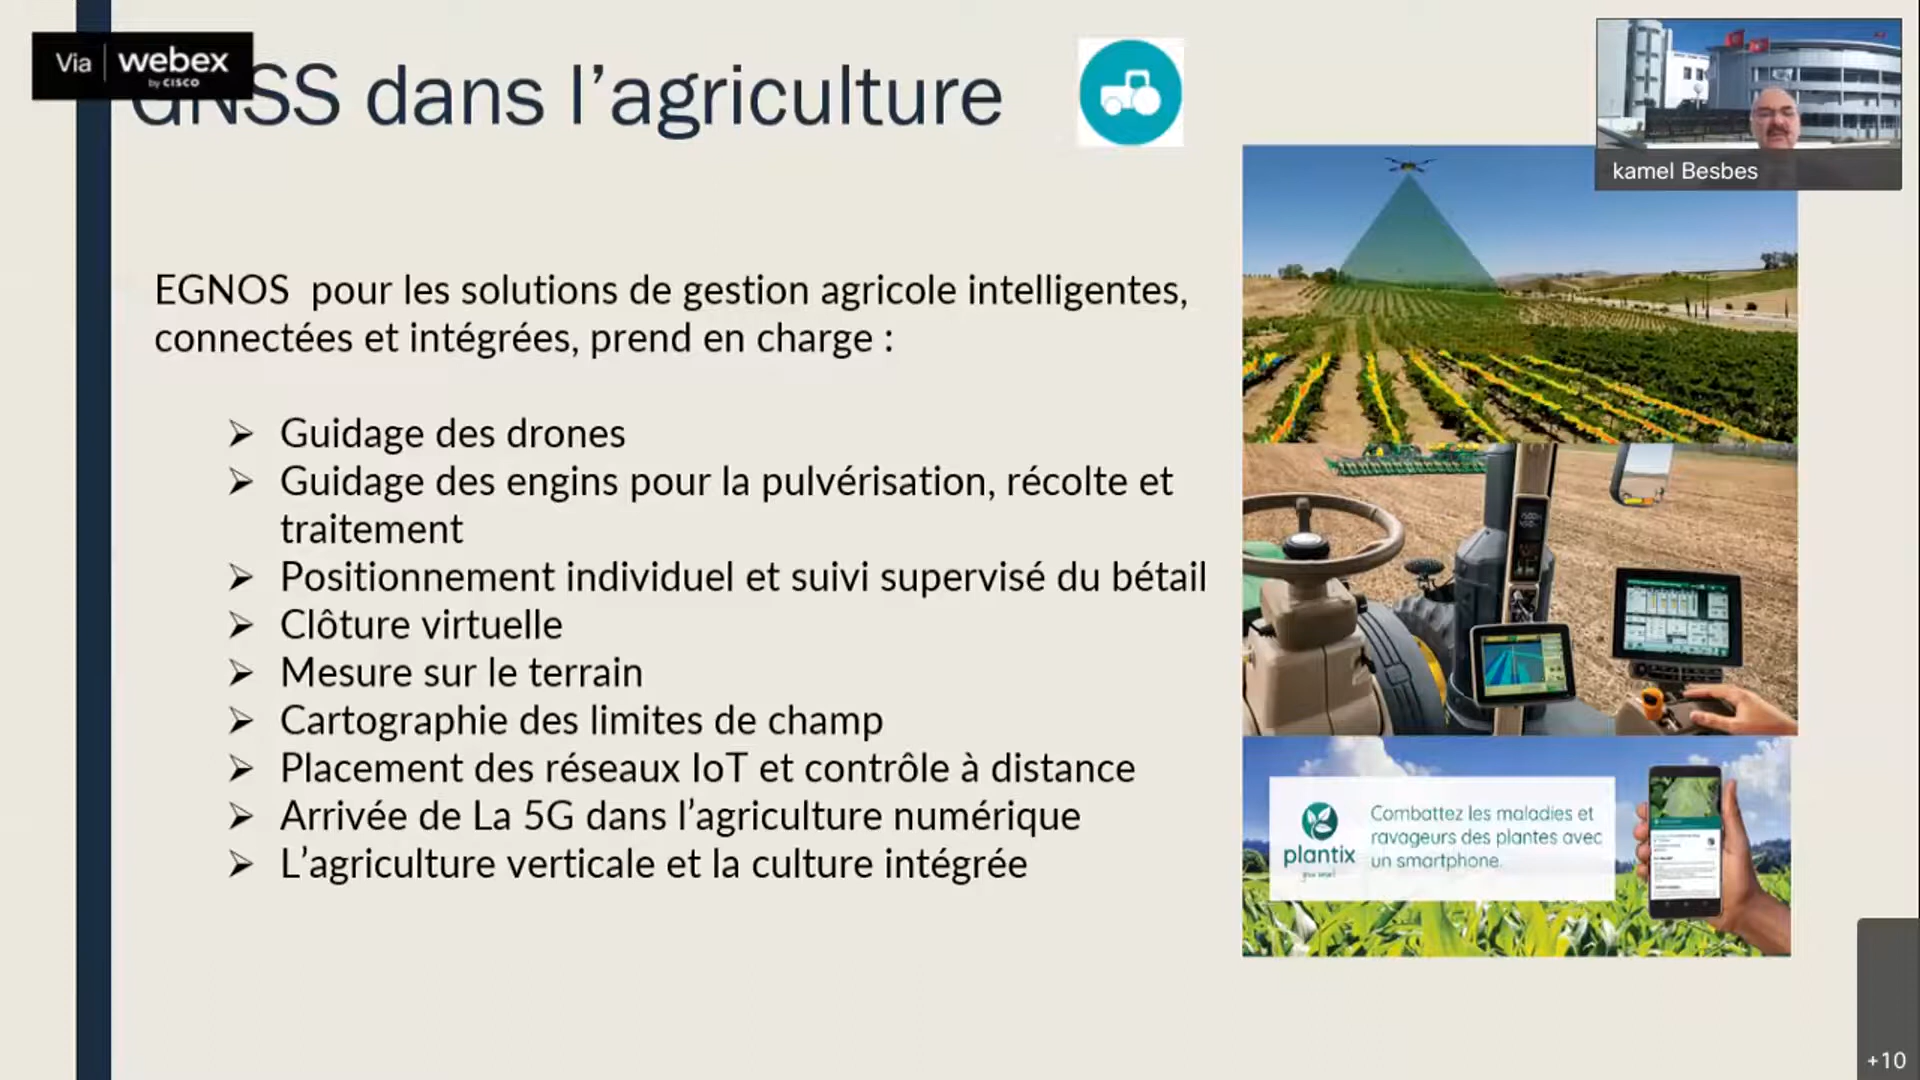 Via webex
by CISCO
GNSS dans l’agriculture
kamel Besbes
EGNOS pour les solutions de gestion agricole intelligentes,
connectées et intégrées, prend en charge :
➢ Guidage des drones
➢ Guidage des engins pour la pulvérisation, récolte et
traitement
➢ Positionnement individuel et suivi supervisé du bétail
➢ Clôture virtuelle
➢ Mesure sur le terrain
➢ Cartographie des limites de champ
➢ Placement des réseaux IoT et contrôle à distance
➢ Arrivée de La 5G dans l’agriculture numérique
➢ L’agriculture verticale et la culture intégrée
plantix
Combattez les maladies et
ravageurs des plantes avec
un smartphone.
+10